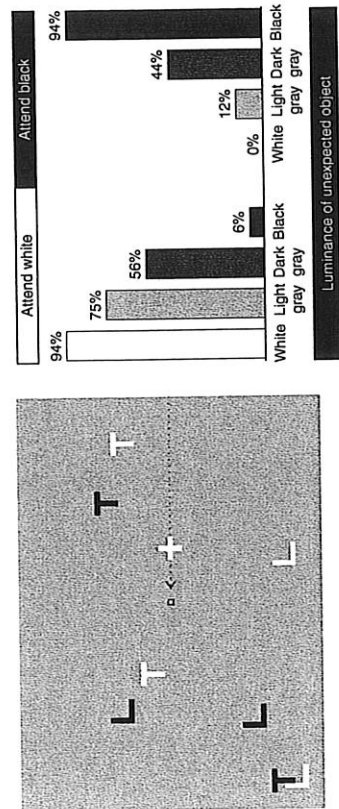 T T
L T
L L
T
L
Attend white Attend black
94% 75% 56% 6% 0% 12% 44% 94%
White Light Dark Black White Light Dark Black
gray gray gray gray
Luminance of unexpected object